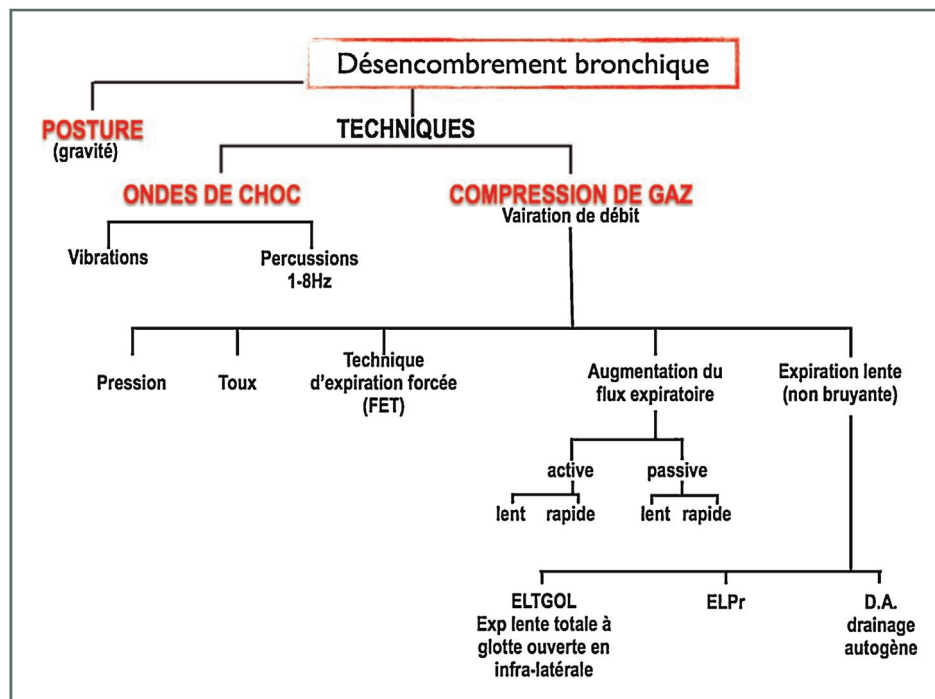 Désencombrement bronchique
POSTURE
(gravité)
TECHNIQUES
ONDES DE CHOC
COMPRESSION DE GAZ
Vairation de débit
Vibrations
Percussions
1-8Hz
Pression
Toux
Technique
d'expiration forcée
(FET)
Augmentation du
flux expiratoire
Expiration lente
(non bruyante)
active
passive
lent
rapide
lent
rapide
ELTGOL
Exp lente totale à
glotte ouverte en
infra-latérale
ELPr
D.A.
drainage
autogène